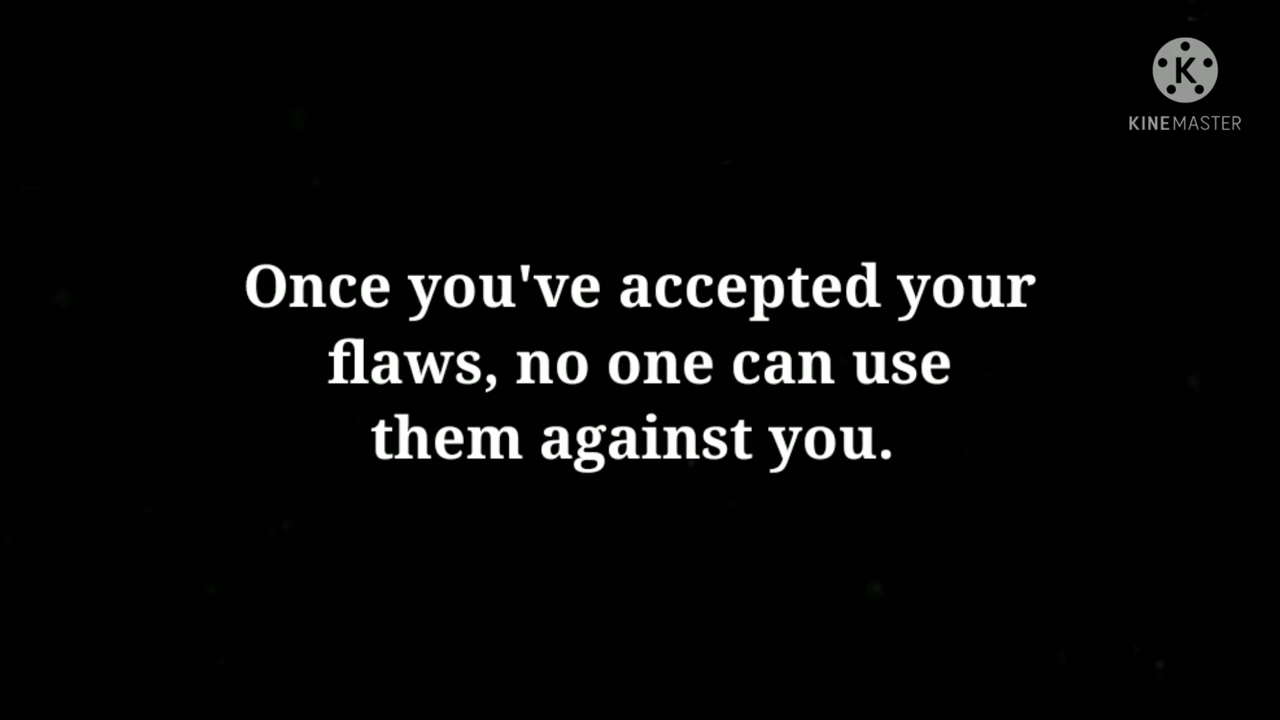 K
KINEMASTER
Once you've accepted your
flaws, no one can use
them against you.